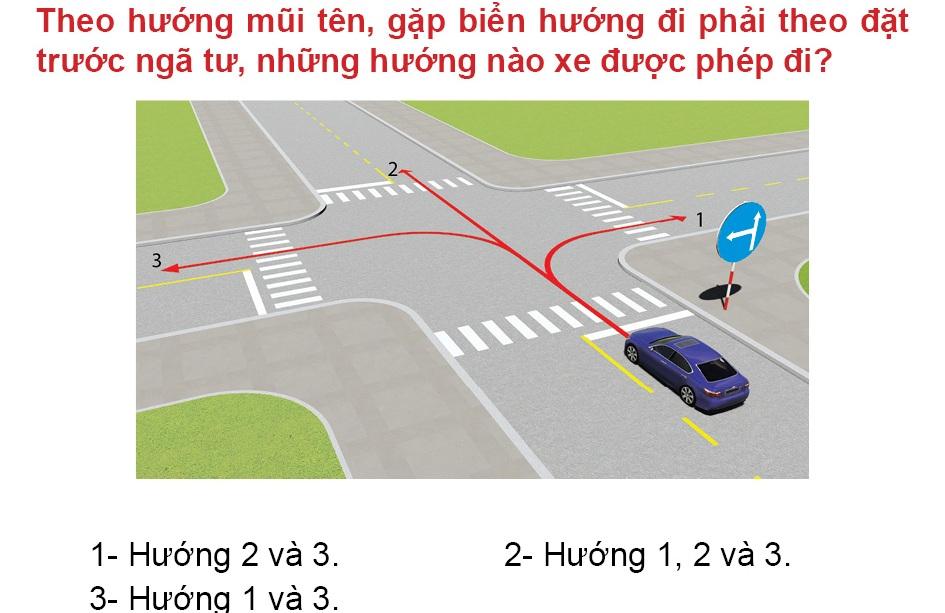 Theo hướng mũi tên, gặp biển hướng đi phải theo đặt
trước ngã tư, những hướng nào xe được phép đi?
2
1
3
1- Hướng 2 và 3.
2- Hướng 1, 2 và 3.
3- Hướng 1 và 3.